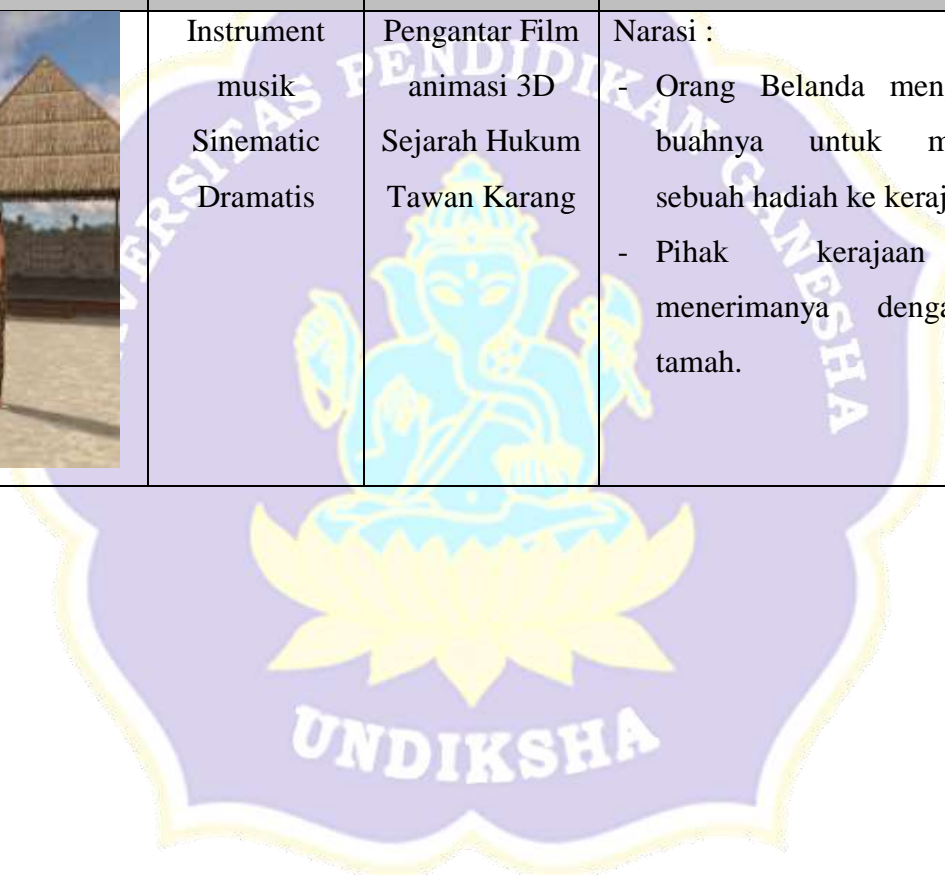 Instrument
musik
Sinematic
Dramatis
Pengantar Film
animasi 3D
Sejarah Hukum
Tawan Karang
Narasi :
- Orang Belanda men
buahnya untuk m
sebuah hadiah ke keraj
- Pihak kerajaan
menerimanya denga
tamah.
VERSITAS PENDIDIKAN GANESHA
UNDIKSHA